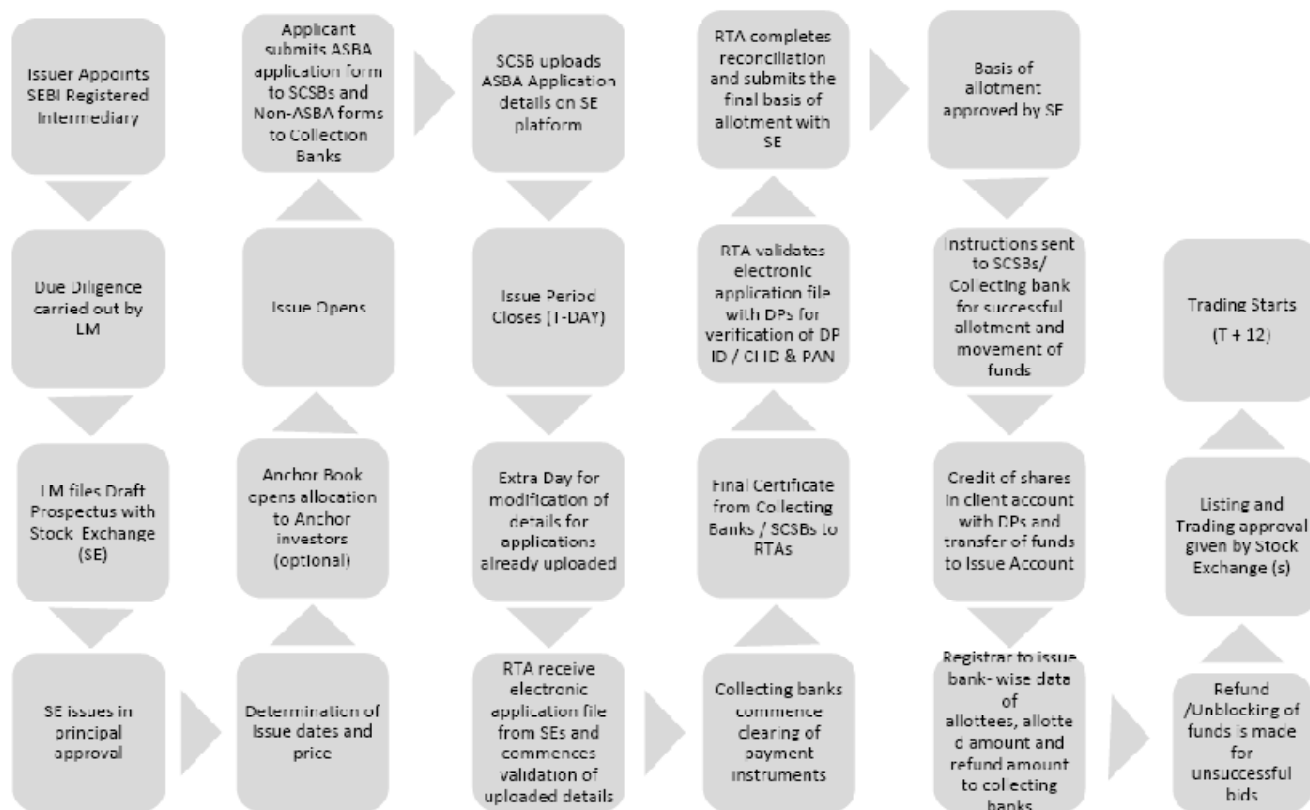 Issuer Appoints
SEBI Registered
Intermediary
Due Diligence
carried out by
LM
LM files Draft
Prospectus with
Stock Exchange
(SE)
SE issues in
principal
approval
Determination of
Issue dates and
price
Anchor Book
opens allocation
to Anchor
investors
(optional)
Issue Opens
Applicant
submits ASBA
application form
to SCSBs and
Non-ASBA forms
to Collection
Banks
SCSB uploads
ASBA Application
details on SE
platform
Issue Period
Closes (T-DAY)
Extra Day for
modification of
details for
applications
already uploaded
RTA receive
electronic
application file
from SEs and
commences
validation of
uploaded details
Collecting banks
commence
clearing of
payment
instruments
Final Certificate
from Collecting
Banks / SCSBs to
RTAs
RTA validates
electronic
application file
with DPs for
verification of DP
ID / CI ID & PAN
RTA completes
reconciliation
and submits the
final basis of
allotment with
SE
Basis of
allotment
approved by SE
Instructions sent
to SCSBs/
Collecting bank
for successful
allotment and
movement of
funds
Credit of shares
in client account
with DPs and
transfer of funds
to Issue Account
Registrar to issue
bank- wise data
of
allottees, allotte
d amount and
refund amount
to collecting
banks
Refund
/Unblocking of
funds is made
for
unsuccessful
bids
Listing and
Trading approval
given by Stock
Exchange (s)
Trading Starts
(T + 12)